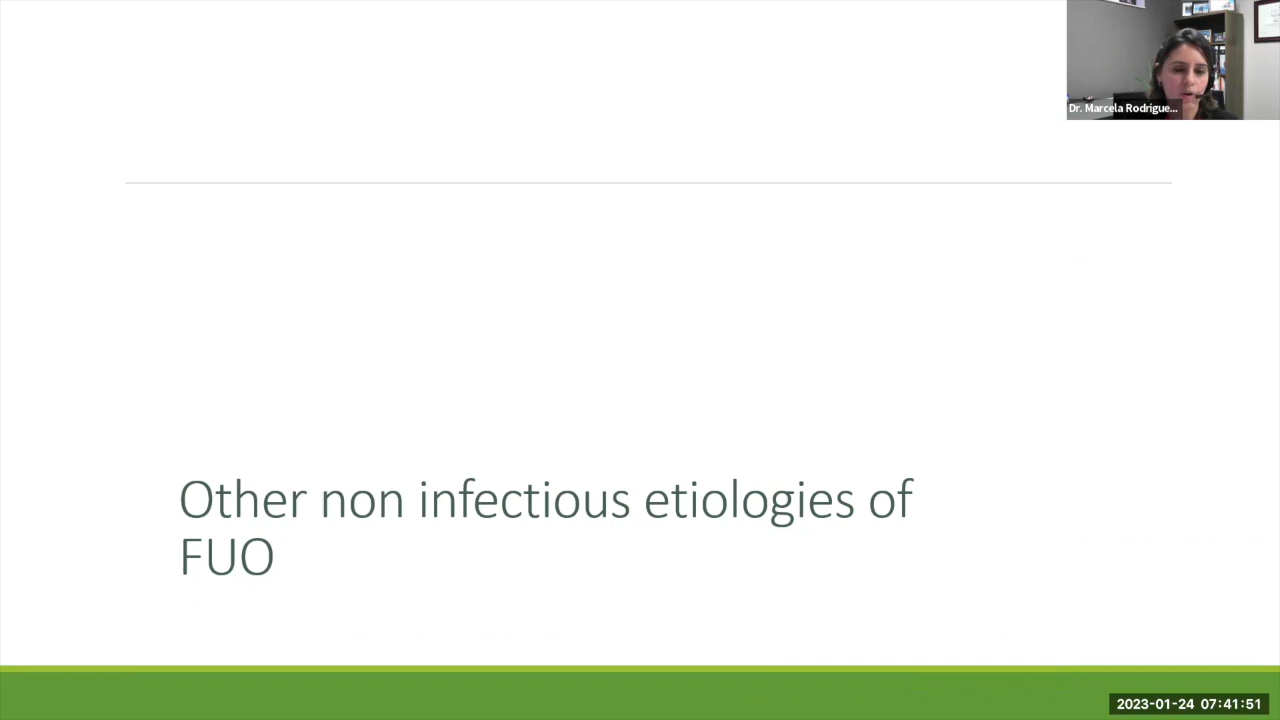 Dr. Marcela Rodrigue...
Other non infectious etiologies of
FUO
2023-01-24 07:41:51